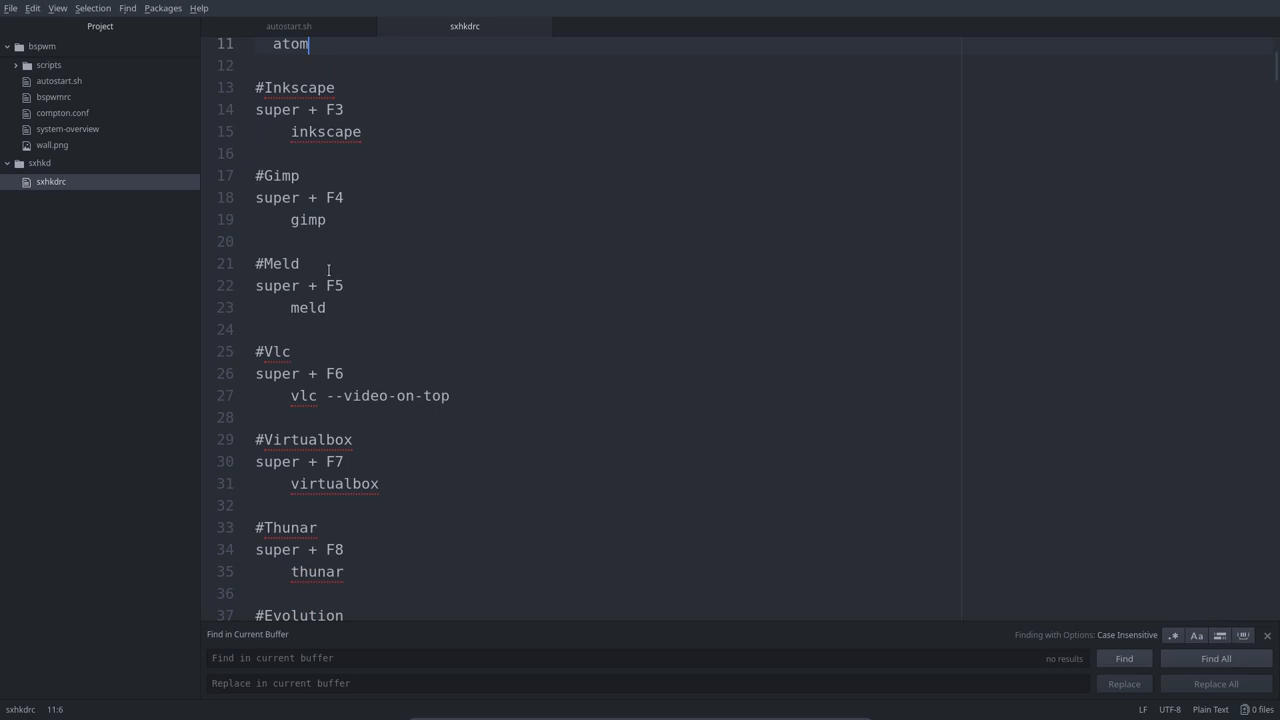 File Edit View Selection Find Packages Help
Project
autostart.sh
sxhkdrc
bspwm
scripts
autostart.sh
bspwmrc
compton.conf
system-overview
wall.png
sxhkd
sxhkdrc
11 atom
12
13 #Inkscape
14 super + F3
15 inkscape
16
17 #Gimp
18 super + F4
19 gimp
20
21 #Meld
22 super + F5
23 meld
24
25 #Vlc
26 super + F6
27 vlc --video-on-top
28
29 #Virtualbox
30 super + F7
31 virtualbox
32
33 #Thunar
34 super + F8
35 thunar
36
37 #Evolution
Find in Current Buffer
Finding with Options: Case Insensitive
.* Aa
Find in current buffer
no results
Find
Find All
Replace in current buffer
Replace
Replace All
sxhkdrc 11:6
LF UTF-8 Plain Text 0 files